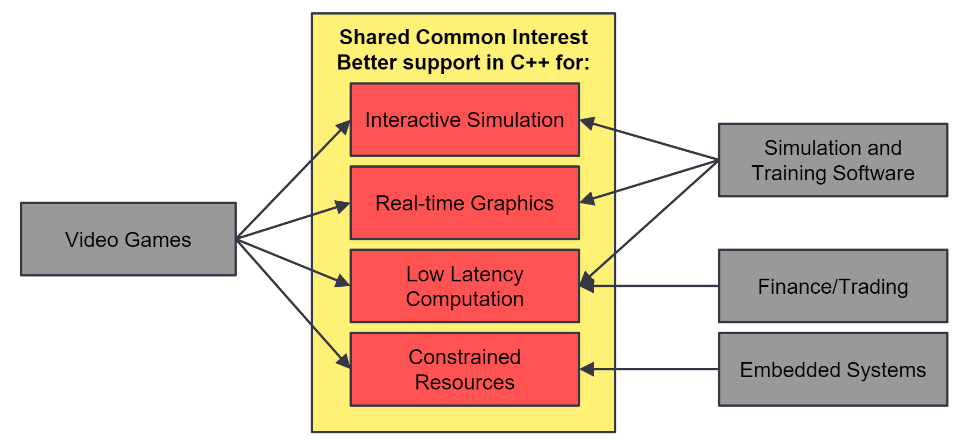 Shared Common Interest
Better support in C++ for:
Interactive Simulation
Real-time Graphics
Low Latency
Computation
Constrained
Resources
Video Games
Simulation and
Training Software
Finance/Trading
Embedded Systems